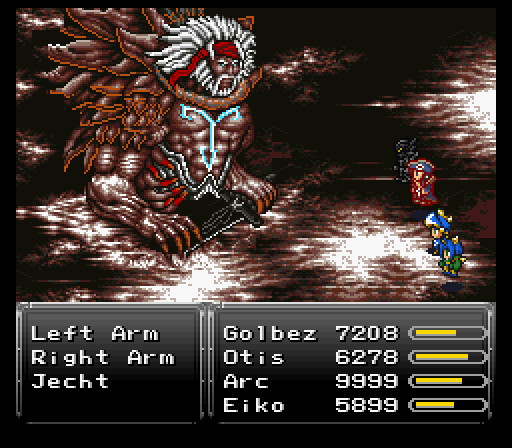 Left Arm
Right Arm
Jecht
Golbez 7208
Otis 6278
Arc 9999
Eiko 5899